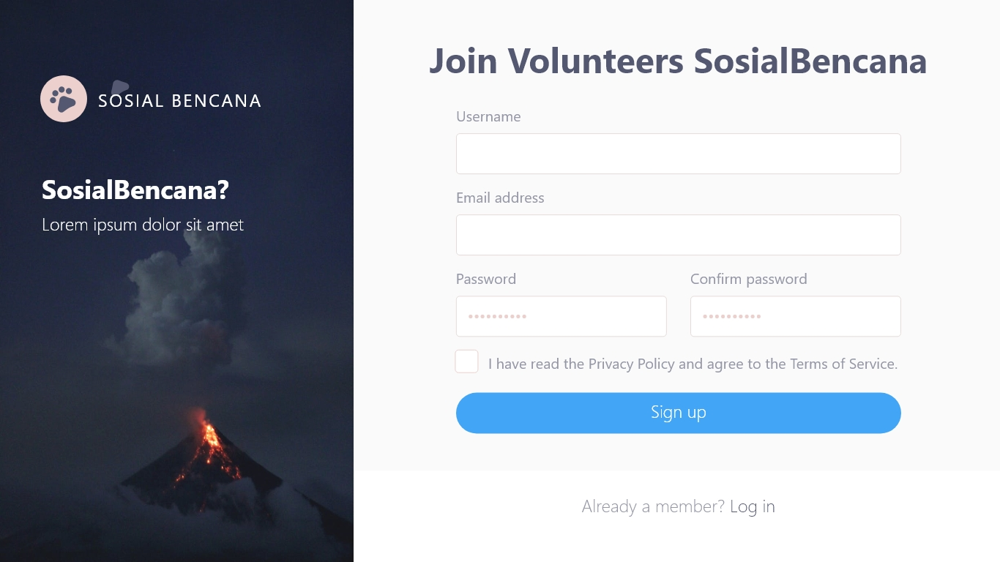 SOSIAL BENCANA
SosialBencana?
Lorem ipsum dolor sit amet
Join Volunteers SosialBencana
Username
Email address
Password
Confirm password
••••••••••
••••••••••
I have read the Privacy Policy and agree to the Terms of Service.
Sign up
Already a member? Log in